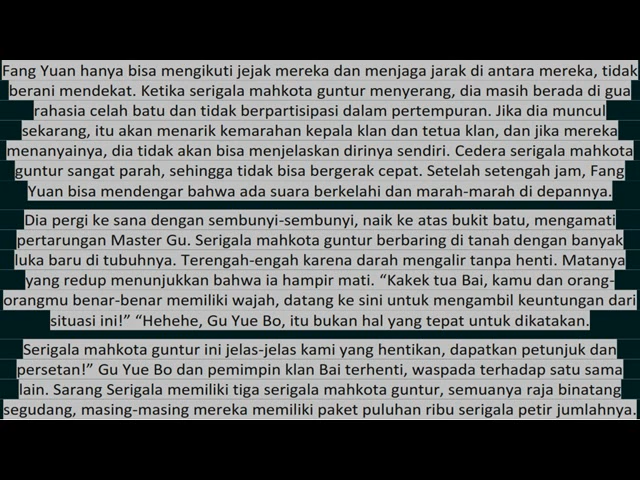 Fang Yuan hanya bisa mengikuti jejak mereka dan menjaga jarak di antara mereka, tidak
berani mendekat. Ketika serigala mahkota guntur menyerang, dia masih berada di gua
rahasia celah batu dan tidak berpartisipasi dalam pertempuran. Jika dia muncul
sekarang, itu akan menarik kemarahan kepala klan dan tetua klan, dan jika mereka
menanyainya, dia tidak akan bisa menjelaskan dirinya sendiri. Cedera serigala mahkota
guntur sangat parah, sehingga tidak bisa bergerak cepat. Setelah setengah jam, Fang
Yuan bisa mendengar bahwa ada suara berkelahi dan marah-marah di depannya.
Dia pergi ke sana dengan sembunyi-sembunyi, naik ke atas bukit batu, mengamati
pertarungan Master Gu. Serigala mahkota guntur berbaring di tanah dengan banyak
luka baru di tubuhnya. Terengah-engah karena darah mengalir tanpa henti. Matanya
yang redup menunjukkan bahwa ia hampir mati. “Kakek tua Bai, kamu dan orang-
orangmu benar-benar memiliki wajah, datang ke sini untuk mengambil keuntungan dari
situasi ini!” “Hehehe, Gu Yue Bo, itu bukan hal yang tepat untuk dikatakan.
Serigala mahkota guntur ini jelas-jelas kami yang hentikan, dapatkan petunjuk dan
persetan!” Gu Yue Bo dan pemimpin klan Bai terhenti, waspada terhadap satu sama
lain. Sarang Serigala memiliki tiga serigala mahkota guntur, semuanya raja binatang
segudang, masing-masing mereka memiliki paket puluhan ribu serigala petir jumlahnya.